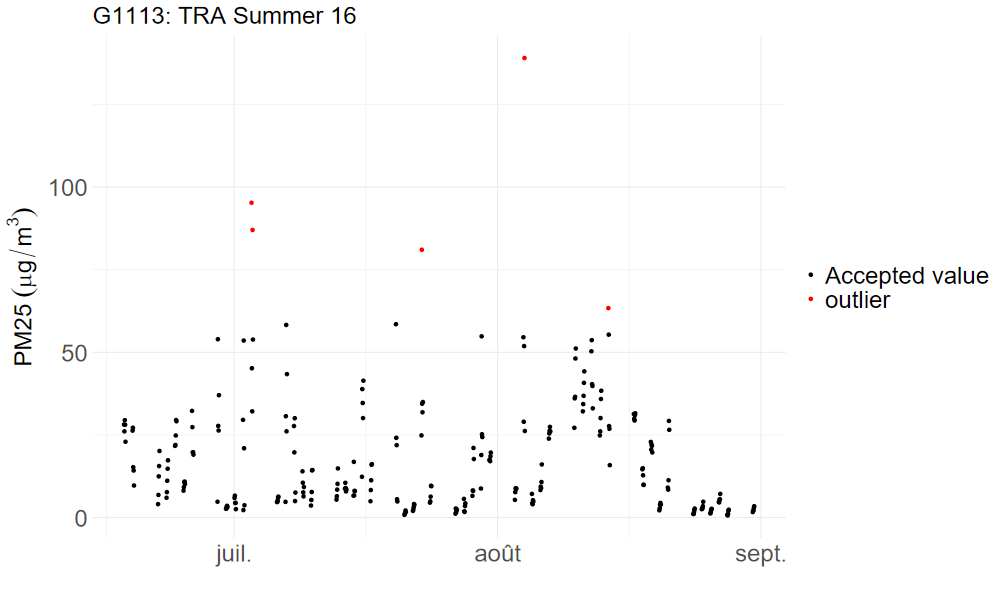 G1113: TRA Summer 16
PM25 (μg/m³)
100
50
0
juil.
août
sept.
Accepted value
outlier